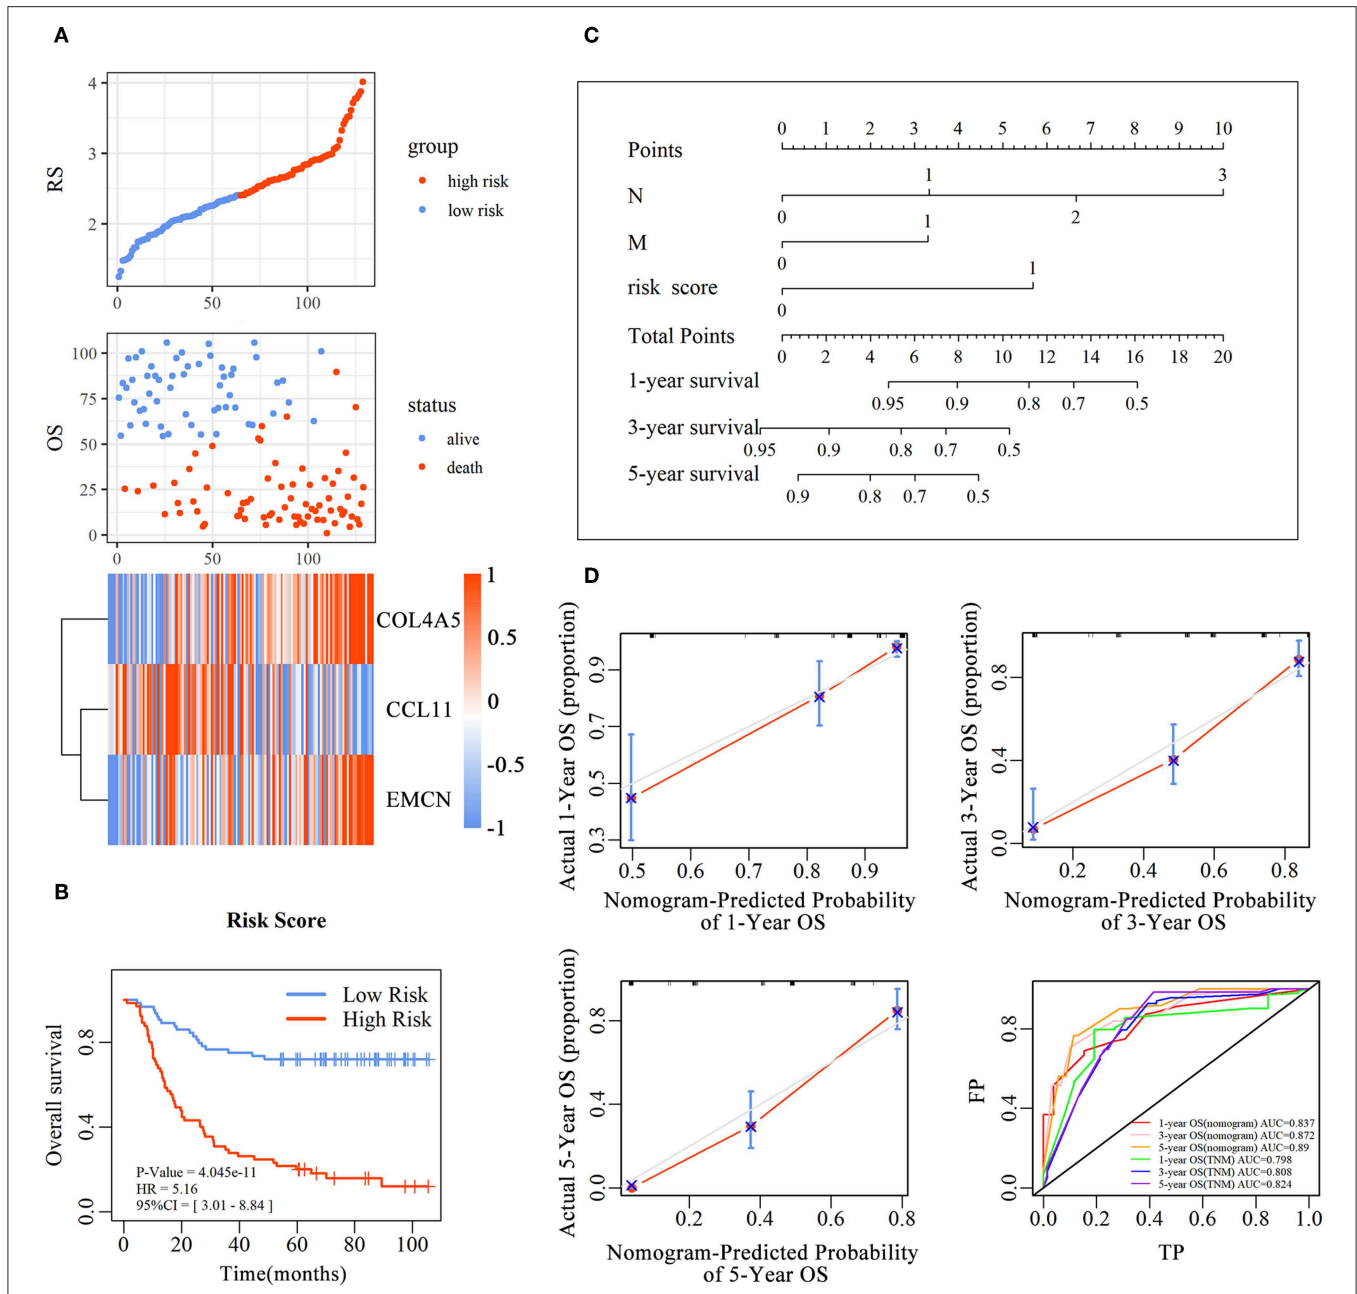 A
4
3
2
RS
0
50
100
group
high risk
low risk
100
75
50
25
0
OS
0
50
100
status
alive
death
COL4A5
CCL11
EMCN
1
0.5
0
-0.5
-1
B
Risk Score
Low Risk
High Risk
Overall survival
0.8
0.4
0.0
P-Value = 4.045e-11
HR = 5.16
95%CI = [ 3.01 - 8.84 ]
0 20 40 60 80 100
Time(months)
C
0 1 2 3 4 5 6 7 8 9 10
Points
1 3
N
0 2
1
M
0
1
risk score
0
Total Points
0 2 4 6 8 10 12 14 16 18 20
1-year survival
0.95 0.9 0.8 0.7 0.5
3-year survival
0.95 0.9 0.8 0.7 0.5
5-year survival
0.9 0.8 0.7 0.5
D
Actual 1-Year OS (proportion)
0.9
0.7
0.5
0.3
0.5 0.6 0.7 0.8 0.9
Nomogram-Predicted Probability
of 1-Year OS
Actual 3-Year OS (proportion)
0.8
0.4
0.0
0.2 0.4 0.6 0.8
Nomogram-Predicted Probability
of 3-Year OS
Actual 5-Year OS (proportion)
0.8
0.4
0.0
0.2 0.4 0.6 0.8
Nomogram-Predicted Probability
of 5-Year OS
FP
0.8
0.4
0.0
1-year OS(nomogram) AUC=0.837
3-year OS(nomogram) AUC=0.872
5-year OS(nomogram) AUC=0.89
1-year OS(TNM) AUC=0.798
3-year OS(TNM) AUC=0.808
5-year OS(TNM) AUC=0.824
0.0 0.2 0.4 0.6 0.8 1.0
TP